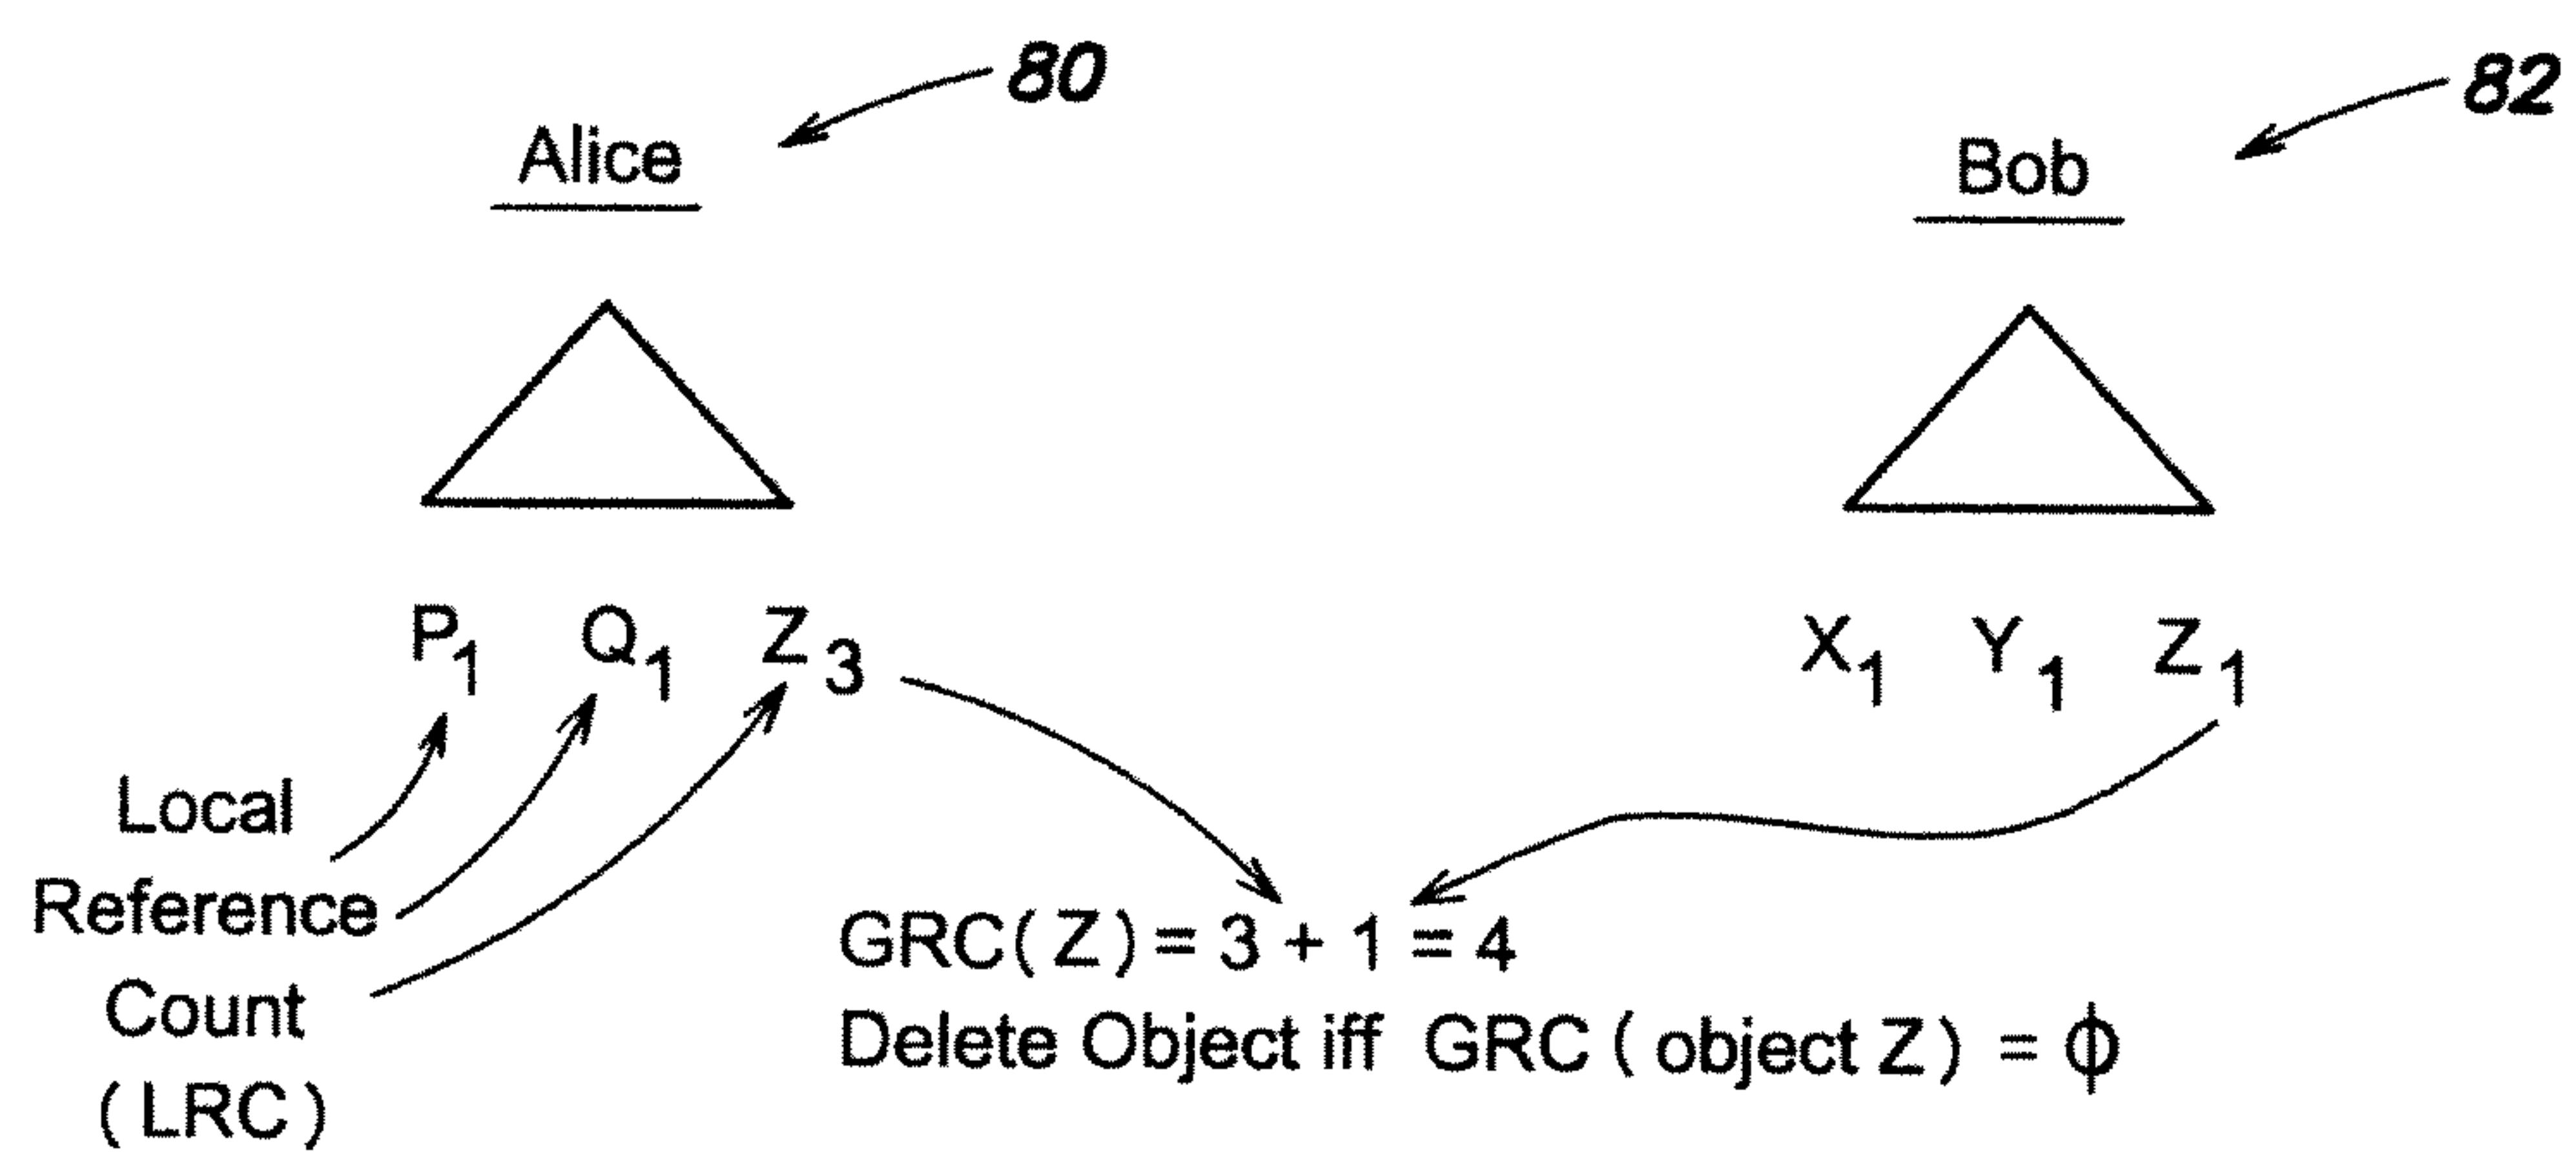 80
82
Alice
Bob
P1 Q1 Z3
X1 Y1 Z1
Local
Reference
Count
(LRC)
GRC(Z) = 3 + 1 = 4
Delete Object iff GRC (object Z) = ϕ